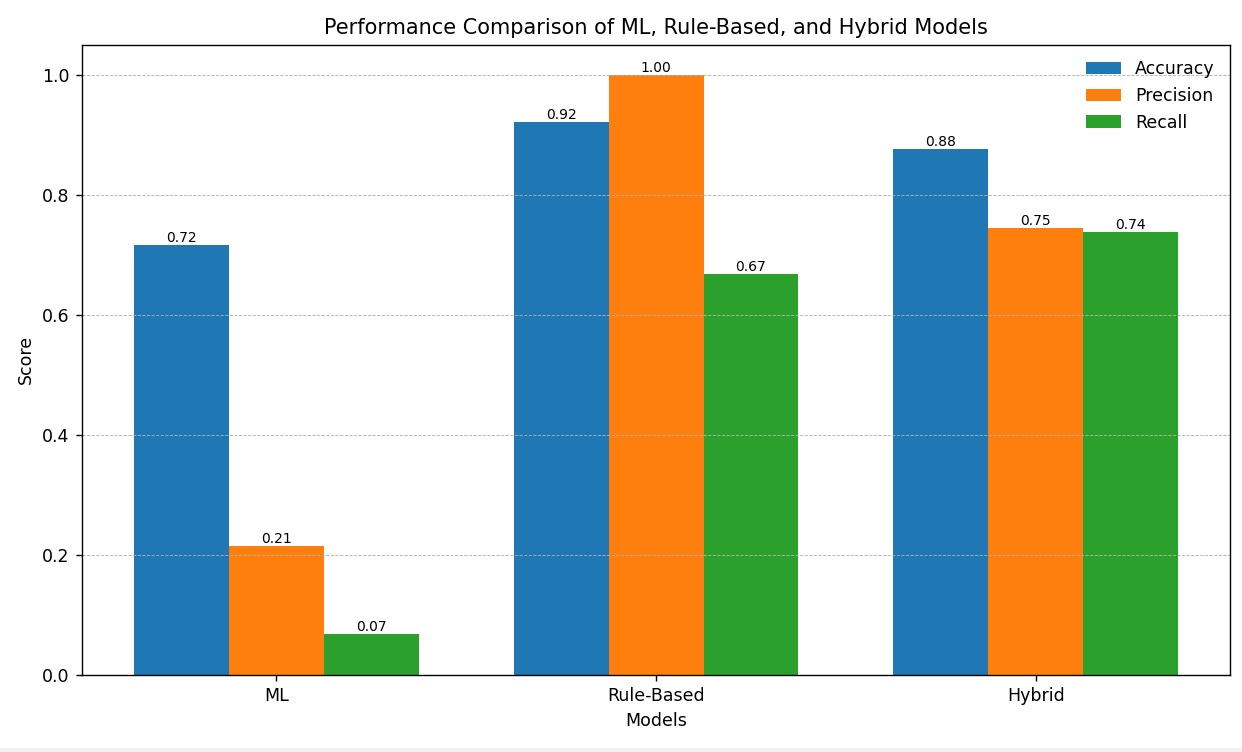 Performance Comparison of ML, Rule-Based, and Hybrid Models
Accuracy
Precision
Recall
Score
1.0
0.8
0.6
0.4
0.2
0.0
0.72
0.21
0.07
0.92
1.00
0.67
0.88
0.75
0.74
ML
Rule-Based
Hybrid
Models